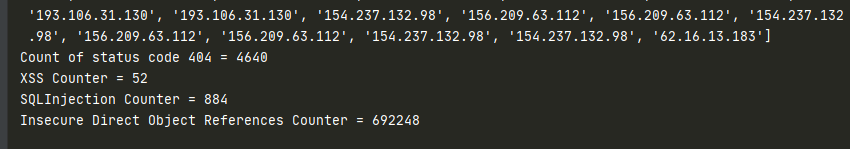 '193.106.31.130', '193.106.31.130', '154.237.132.98', '156.209.63.112', '156.209.63.112', '154.237.132
.98', '156.209.63.112', '156.209.63.112', '154.237.132.98', '154.237.132.98', '62.16.13.183']
Count of status code 404 = 4640
XSS Counter = 52
SQLInjection Counter = 884
Insecure Direct Object References Counter = 692248